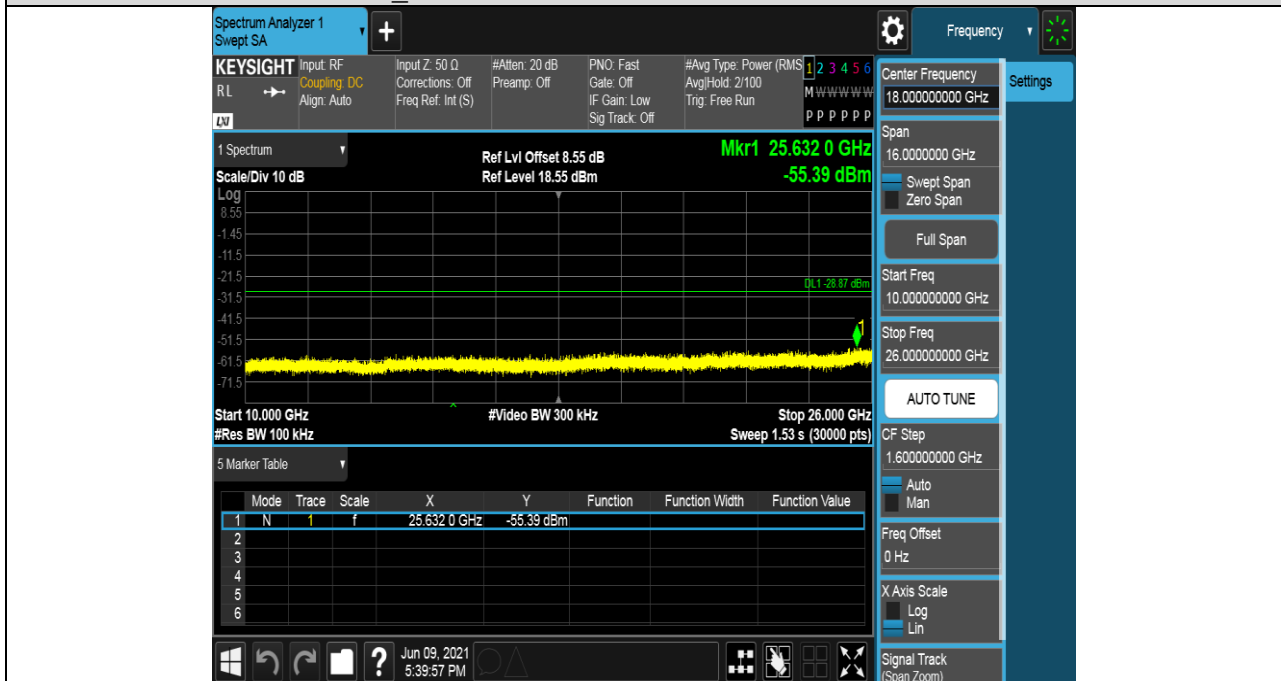 Spectrum Analyzer 1
Swept SA
+
Frequency
KEYSIGHT
RL
LXI
Input: RF
Coupling: DC
Align: Auto
Input Z: 50 Ω
Corrections: Off
Freq Ref: Int (S)
#Atten: 20 dB
Preamp: Off
PNO: Fast
Gate: Off
IF Gain: Low
Sig Track: Off
#Avg Type: Power (RMS
Avg|Hold: 2/100
Trig: Free Run
1 2 3 4 5 6
M W W W W W
P P P P P P
1 Spectrum
Scale/Div 10 dB
Ref Lvl Offset 8.55 dB
Ref Level 18.55 dBm
Mkr1 25.632 0 GHz
-55.39 dBm
Log
8.55
-1.45
-11.5
-21.5
DL1 -28.87 dBm
-31.5
-41.5
1
-51.5
-61.5
-71.5
Start 10.000 GHz
#Video BW 300 kHz
Stop 26.000 GHz
#Res BW 100 kHz
Sweep 1.53 s (30000 pts)
5 Marker Table
Mode Trace Scale X Y Function Function Width Function Value
1 N 1 f 25.632 0 GHz -55.39 dBm
2
3
4
5
6
?
Jun 09, 2021
5:39:57 PM
Center Frequency
18.000000000 GHz
Settings
Span
16.0000000 GHz
Swept Span
Zero Span
Full Span
Start Freq
10.000000000 GHz
Stop Freq
26.000000000 GHz
AUTO TUNE
CF Step
1.600000000 GHz
Auto
Man
Freq Offset
0 Hz
X Axis Scale
Log
Lin
Signal Track
(Span Zoom)